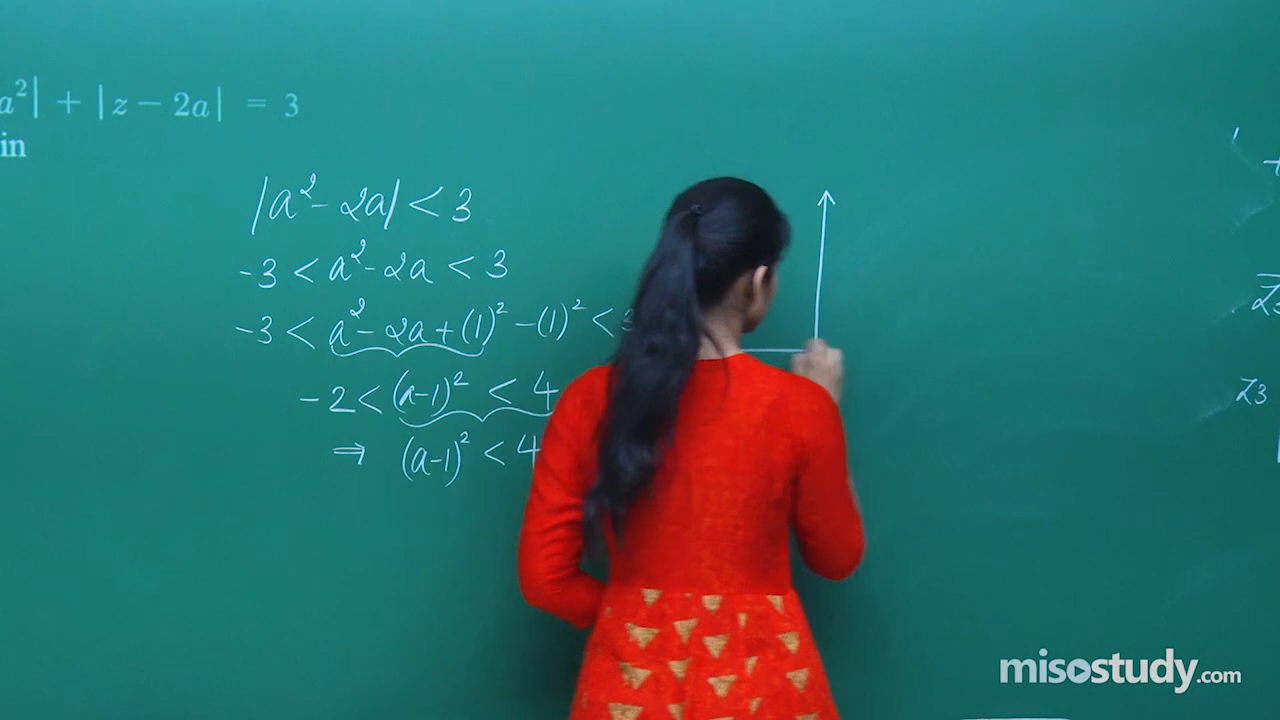 a²| + |z − 2a| = 3
in
|a² - 2a| < 3
-3 < a² - 2a < 3
-3 < a² - 2a + (1)² - (1)² < 3
-2 < (a-1)² < 4
⇒ (a-1)² < 4
Z3
misostudy.com